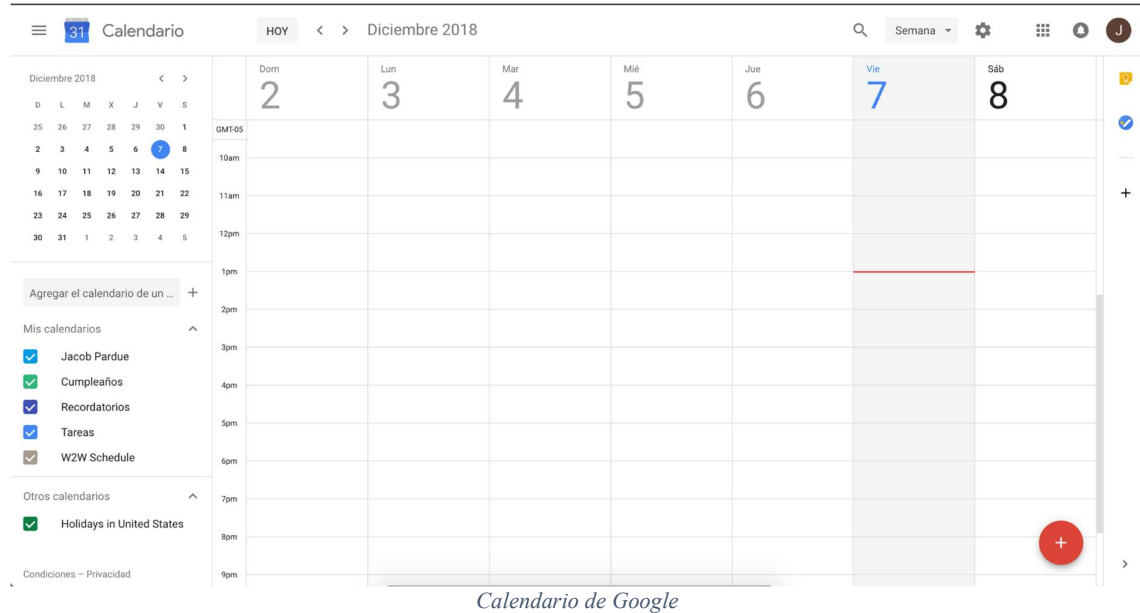 31 Calendario HOY Diciembre 2018 Semana J
Diciembre 2018
D L M X J V S
25 26 27 28 29 30 1
2 3 4 5 6 7 8
9 10 11 12 13 14 15
16 17 18 19 20 21 22
23 24 25 26 27 28 29
30 31 1 2 3 4 5
Agregar el calendario de un ... +
Mis calendarios
Jacob Pardue
Cumpleaños
Recordatorios
Tareas
W2W Schedule
Otros calendarios
Holidays in United States
Condiciones – Privacidad
Dom Lun Mar Mié Jue Vie Sáb
2 3 4 5 6 7 8
GMT-05
10am
11am
12pm
1pm
2pm
3pm
4pm
5pm
6pm
7pm
8pm
9pm
Calendario de Google